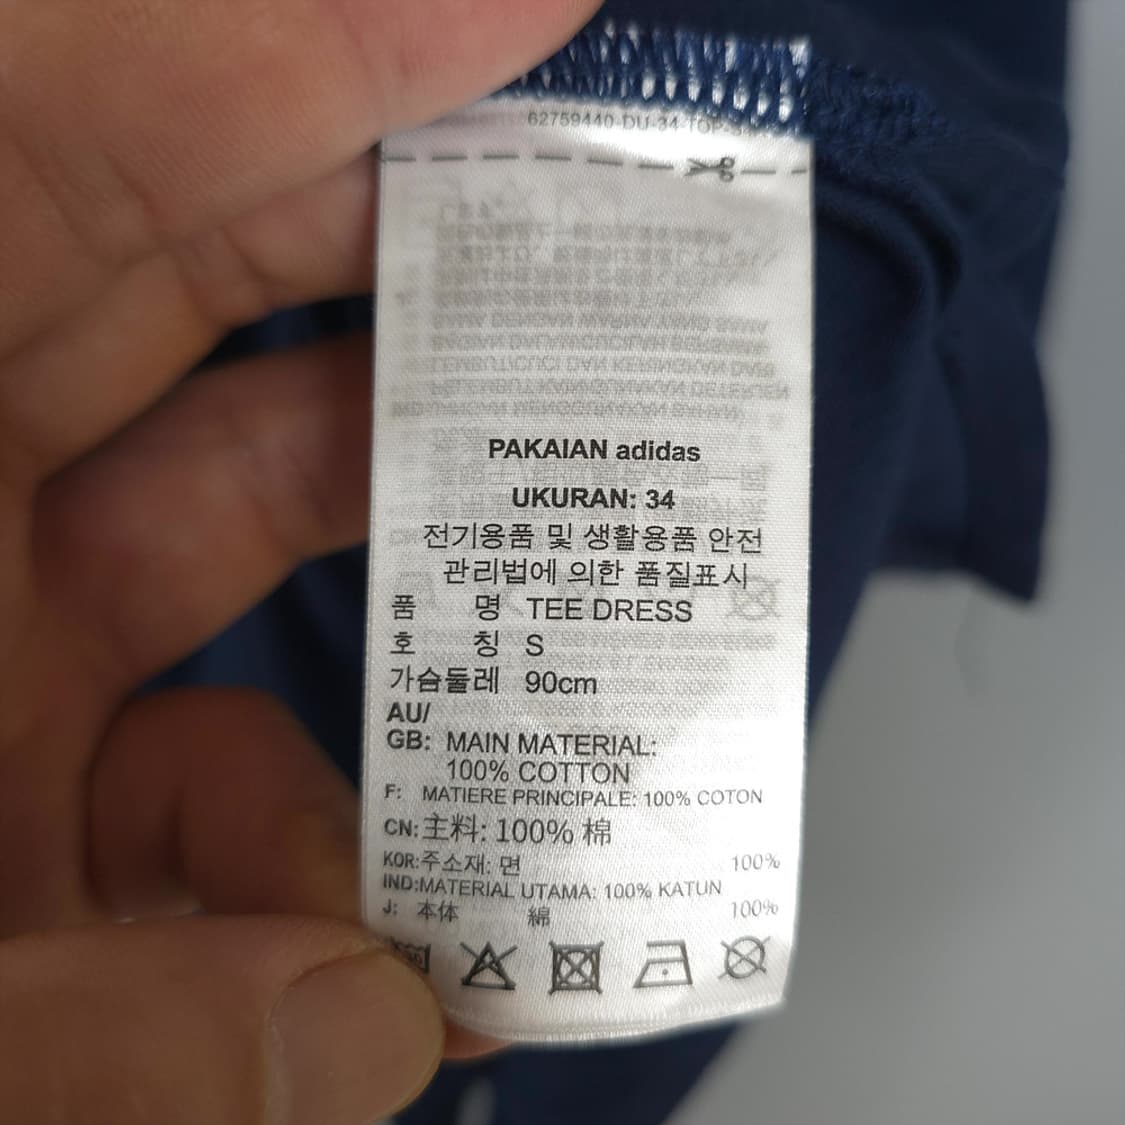 62759440-DU-34-TOP-
PAKAIAN adidas
UKURAN: 34
전기용품 및 생활용품 안전
관리법에 의한 품질표시
품 명 TEE DRESS
호 칭 S
가슴둘레 90cm
AU/
GB: MAIN MATERIAL:
100% COTTON
F: MATIERE PRINCIPALE: 100% COTON
CN:主料: 100% 棉
KOR:주소재: 면 100%
IND:MATERIAL UTAMA: 100% KATUN
J: 本体 綿 100%